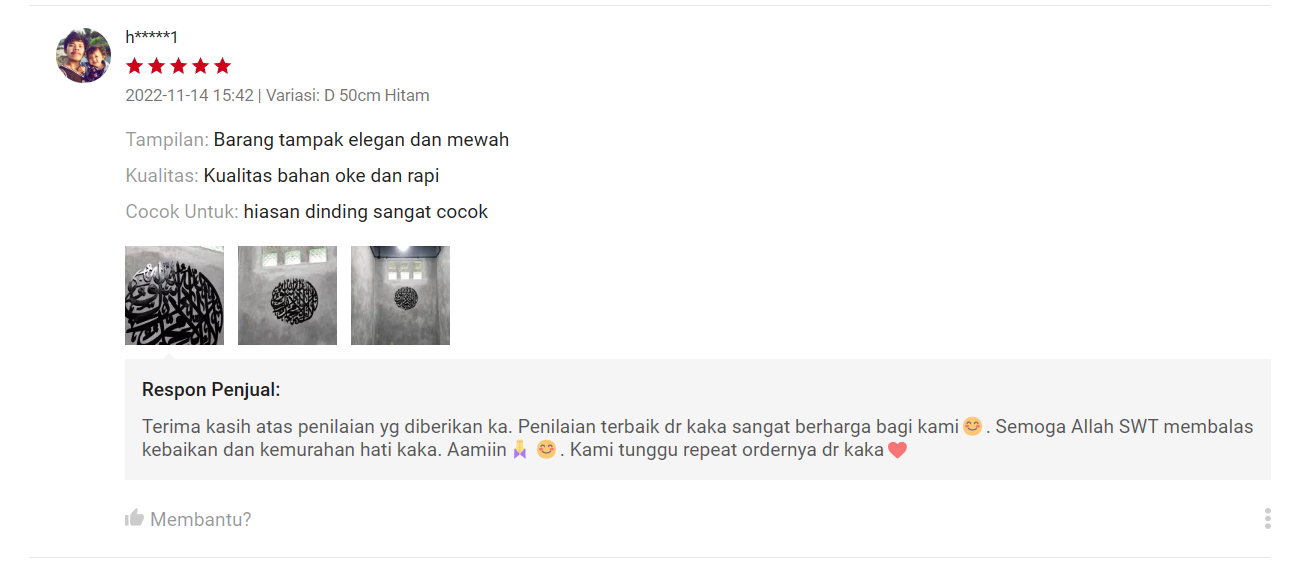 h*****1
2022-11-14 15:42 | Variasi: D 50cm Hitam
Tampilan: Barang tampak elegan dan mewah
Kualitas: Kualitas bahan oke dan rapi
Cocok Untuk: hiasan dinding sangat cocok
Respon Penjual:
Terima kasih atas penilaian yg diberikan ka. Penilaian terbaik dr kaka sangat berharga bagi kami😊. Semoga Allah SWT membalas
kebaikan dan kemurahan hati kaka. Aamiin🙏😊. Kami tunggu repeat ordernya dr kaka❤️
Membantu?